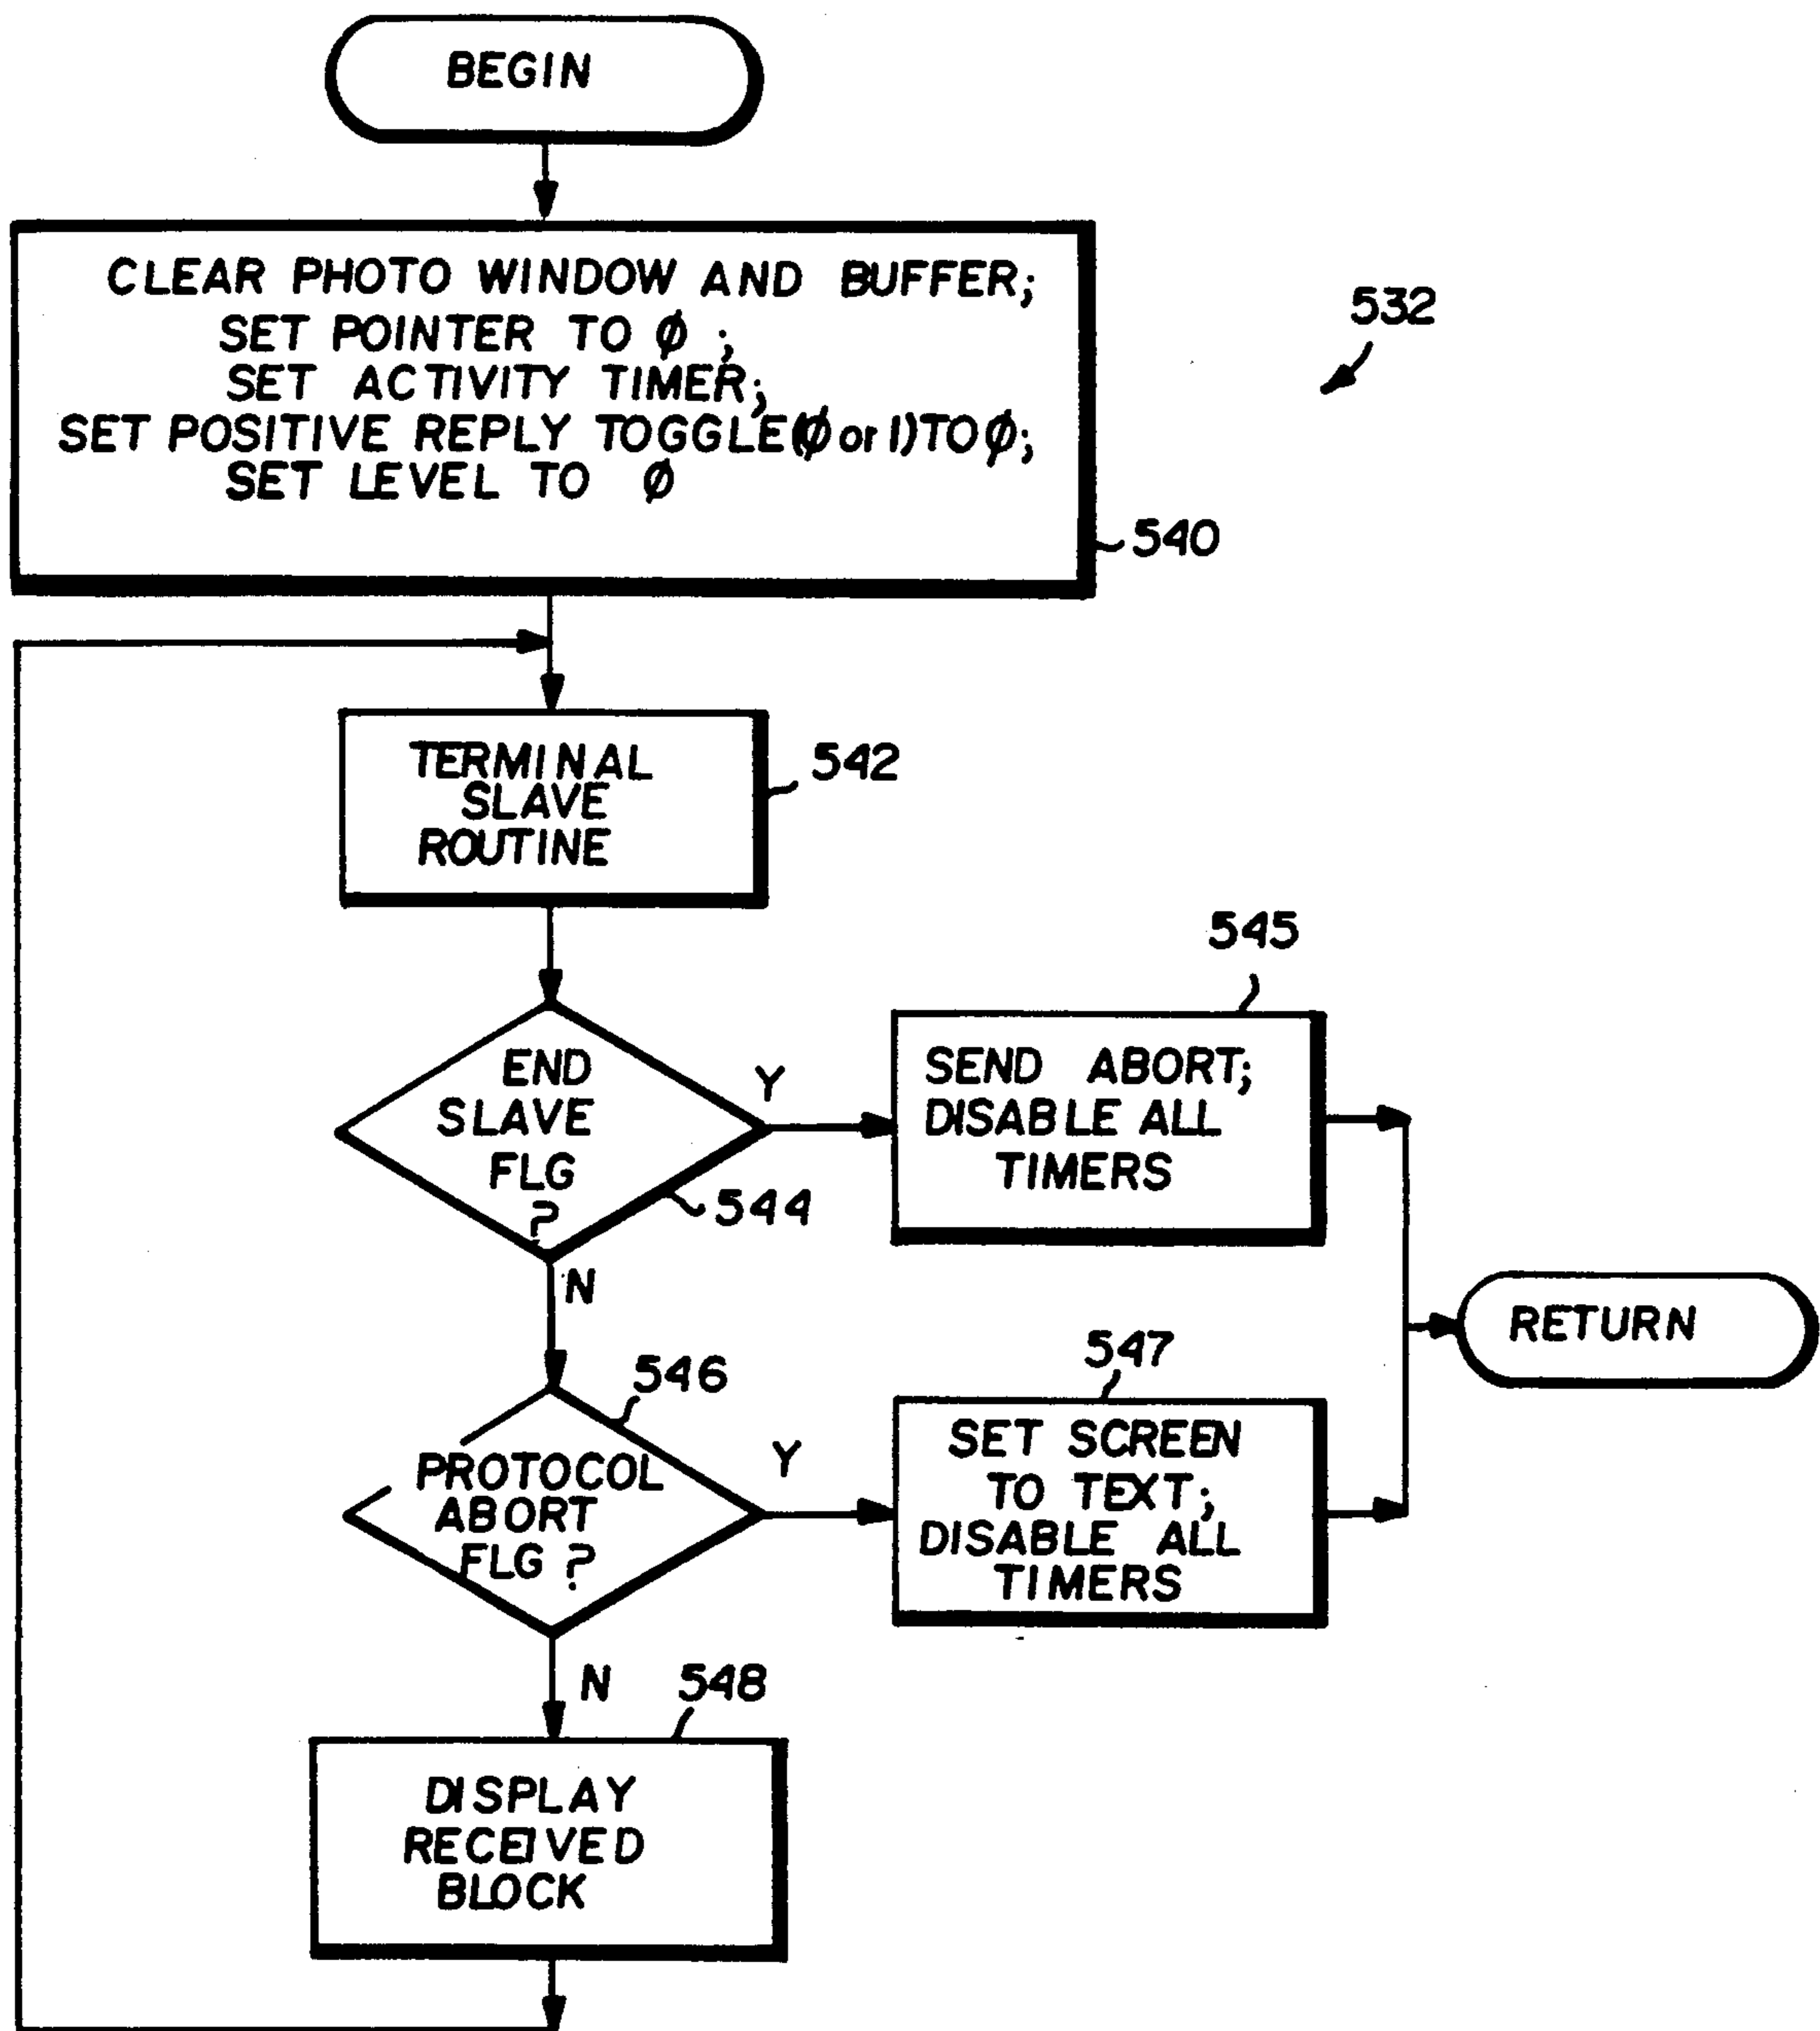 BEGIN
CLEAR PHOTO WINDOW AND BUFFER;
SET POINTER TO ϕ ;
SET ACTIVITY TIMER;
SET POSITIVE REPLY TOGGLE(ϕ or 1)TO ϕ;
SET LEVEL TO ϕ
532
540
TERMINAL
SLAVE
ROUTINE
542
END
SLAVE
FLG
?
544
Y
545
SEND ABORT;
DISABLE ALL
TIMERS
N
RETURN
546
PROTOCOL
ABORT
FLG ?
Y
547
SET SCREEN
TO TEXT;
DISABLE ALL
TIMERS
N
548
DISPLAY
RECEIVED
BLOCK